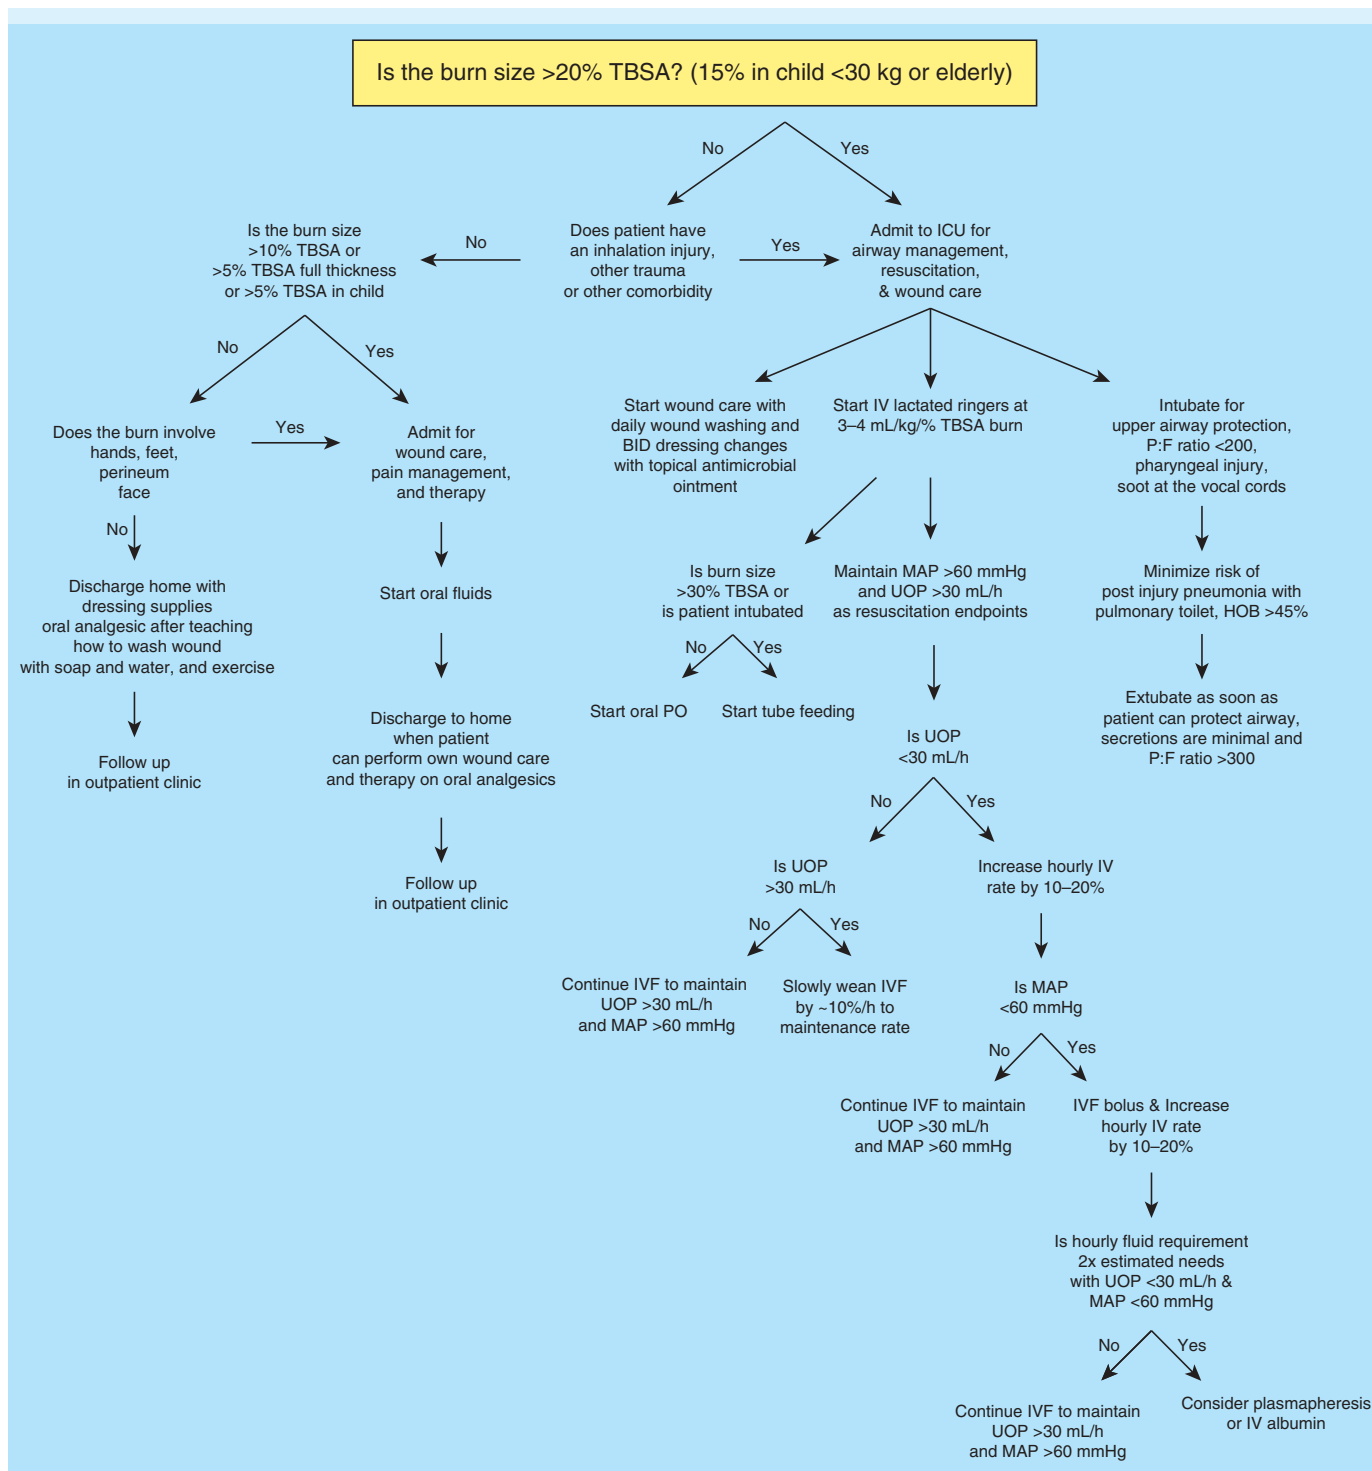 Is the burn size >20% TBSA? (15% in child <30 kg or elderly)
No
Yes
Is the burn size
>10% TBSA or
>5% TBSA full thickness
or >5% TBSA in child
No
Does patient have
an inhalation injury,
other trauma
or other comorbidity
Yes
Admit to ICU for
airway management,
resuscitation,
& wound care
No
Yes
Does the burn involve
hands, feet,
perineum
face
Yes
Admit for
wound care,
pain management,
and therapy
Start wound care with
daily wound washing and
BID dressing changes
with topical antimicrobial
ointment
Start IV lactated ringers at
3–4 mL/kg/% TBSA burn
Intubate for
upper airway protection,
P:F ratio <200,
pharyngeal injury,
soot at the vocal cords
No
Discharge home with
dressing supplies
oral analgesic after teaching
how to wash wound
with soap and water, and exercise
Start oral fluids
Is burn size
>30% TBSA or
is patient intubated
Maintain MAP >60 mmHg
and UOP >30 mL/h
as resuscitation endpoints
Minimize risk of
post injury pneumonia with
pulmonary toilet, HOB >45%
No
Yes
Start oral PO
Start tube feeding
Extubate as soon as
patient can protect airway,
secretions are minimal and
P:F ratio >300
Follow up
in outpatient clinic
Discharge to home
when patient
can perform own wound care
and therapy on oral analgesics
Is UOP
<30 mL/h
No
Yes
Follow up
in outpatient clinic
Is UOP
>30 mL/h
Increase hourly IV
rate by 10–20%
No
Yes
Continue IVF to maintain
UOP >30 mL/h
and MAP >60 mmHg
Slowly wean IVF
by ~10%/h to
maintenance rate
Is MAP
<60 mmHg
No
Yes
Continue IVF to maintain
UOP >30 mL/h
and MAP >60 mmHg
IVF bolus & Increase
hourly IV rate
by 10–20%
Is hourly fluid requirement
2x estimated needs
with UOP <30 mL/h &
MAP <60 mmHg
No
Yes
Continue IVF to maintain
UOP >30 mL/h
and MAP >60 mmHg
Consider plasmapheresis
or IV albumin